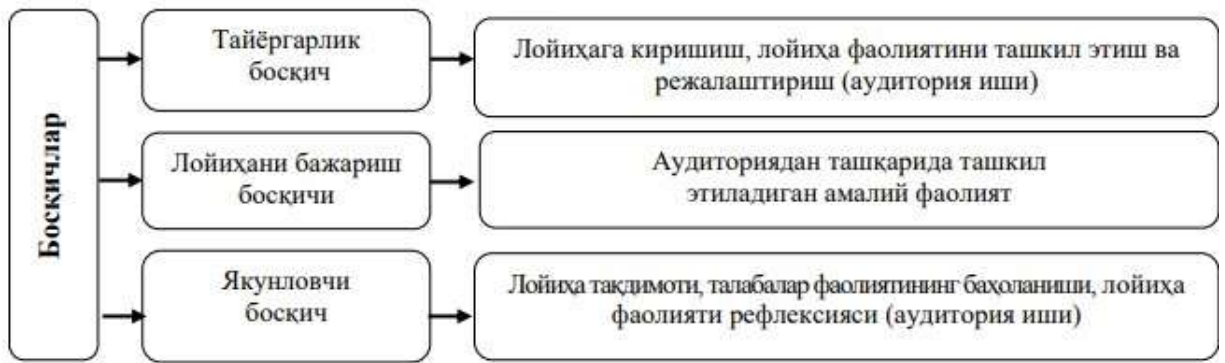 Босқичлар
Тайёргарлик
босқич
Лойиҳага киришиш, лойиҳа фаолиятини ташкил этиш ва
режалаштириш (аудитория иши)
Лойиҳани бажариш
босқичи
Аудиториядан ташқарида ташкил
этиладиган амалий фаолият
Якунловчи
босқич
Лойиҳа тақдимоти, талабалар фаолиятининг баҳоланиши, лойиҳа
фаолияти рефлексияси (аудитория иши)